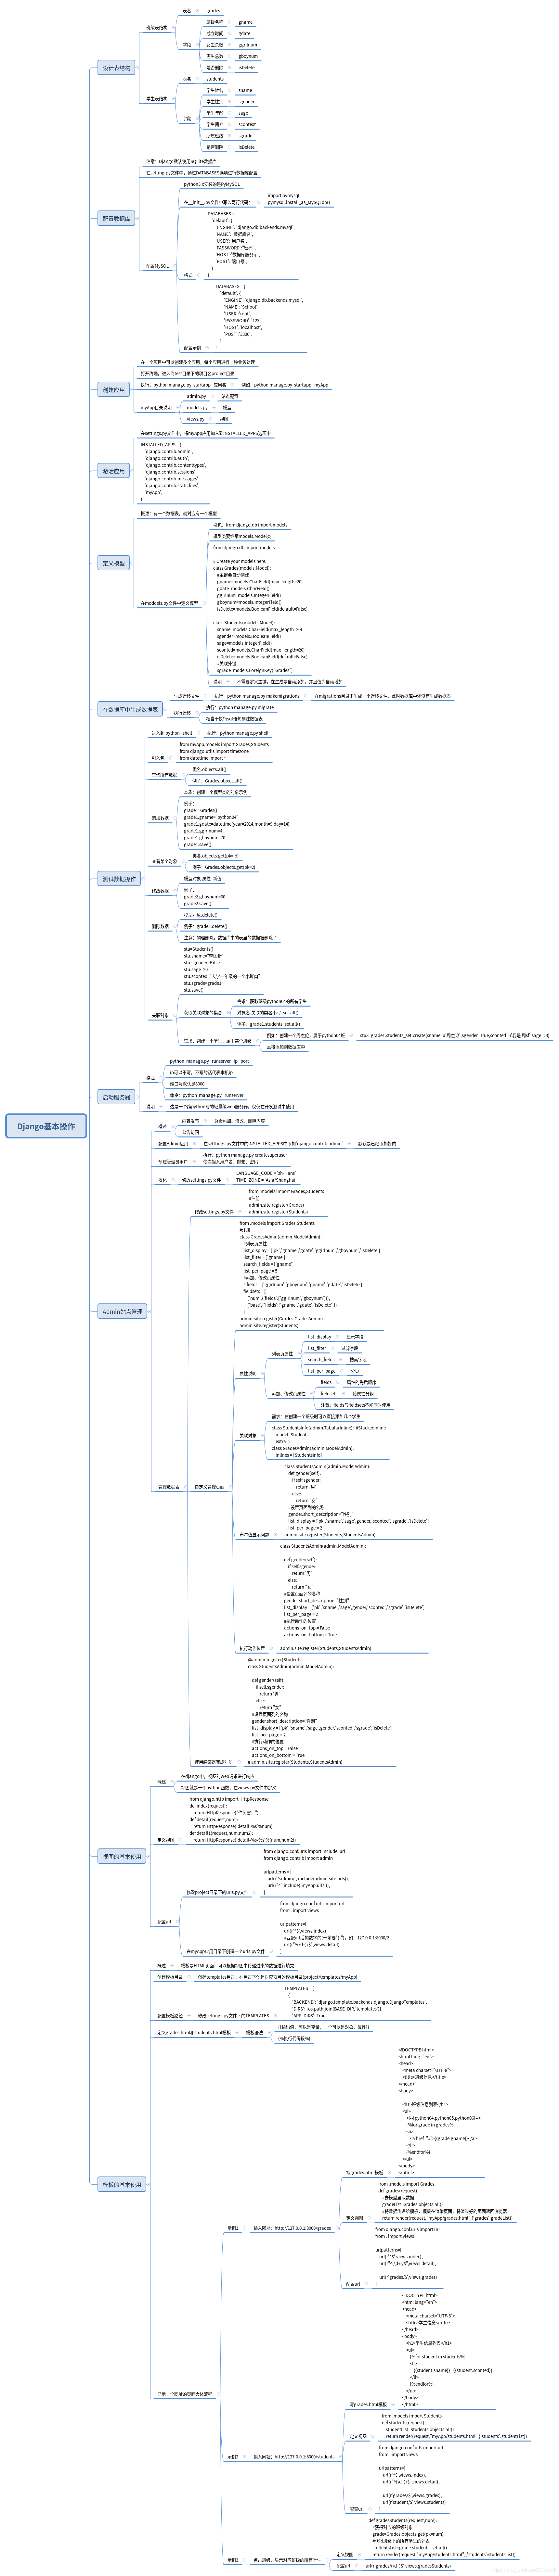 Django基本操作
设计表结构
班级表结构
表名
grades
字段
班级名称
gname
成立时间
gdate
女生总数
ggirlnum
男生总数
gboynum
是否删除
isDelete
学生表结构
表名
students
字段
学生姓名
sname
学生性别
sgender
学生年龄
sage
学生简介
scontent
所属班级
sgrade
是否删除
isDelete
配置数据库
注意：Django默认使用SQLite数据库
在setting.py文件中，通过DATABASES选项进行数据库配置
配置MySQL
python3.x安装的是PyMySQL
在__init__.py文件中写入两行代码：
import pymysql
pymysql.install_as_MySQLdb()
格式
DATABASES = {
'default': {
'ENGINE': 'django.db.backends.mysql',
'NAME':"数据库名",
'USER':'用户名',
'PASSWORD':"密码",
'HOST':'数据库服务ip',
'POST':'端口号',
}
}
配置示例
DATABASES = {
'default': {
'ENGINE': 'django.db.backends.mysql',
'NAME': 'School',
'USER':'root',
'PASSWORD':"123",
'HOST':'localhost',
'POST':'3306',
}
}
创建应用
在一个项目中可以创建多个应用，每个应用进行一种业务处理
打开终端，进入到test目录下的项目名project目录
执行：python manage.py startapp 应用名
例如：python manage.py startapp myApp
myApp目录说明
admin.py
站点配置
models.py
模型
views.py
视图
激活应用
在settings.py文件中，将myApp应用加入到INSTALLED_APPS选项中
INSTALLED_APPS = [
'django.contrib.admin',
'django.contrib.auth',
'django.contrib.contenttypes',
'django.contrib.sessions',
'django.contrib.messages',
'django.contrib.staticfiles',
'myApp',
]
定义模型
概述：有一个数据表，就对应有一个模型
在models.py文件中定义模型
引包：from django.db import models
模型类要继承models.Model类
from django.db import models
# Create your models here.
class Grades(models.Model):
#主键会自动创建
gname=models.CharField(max_length=20)
gdate=models.CharField()
ggirlnum=models.IntegerField()
gboynum=models.IntegerField()
isDelete=models.BooleanField(default=False)
class Students(models.Model):
sname=models.CharField(max_length=20)
sgender=models.BooleanField()
sage=models.IntegerField()
sconted=models.CharField(max_length=20)
isDelete=models.BooleanField(default=False)
#关联外键
sgrade=models.ForeignKey("Grades")
说明
不需要定义主键，在生成是自动添加，并且值为自动增加
在数据库中生成数据表
生成迁移文件
执行：python manage.py makemigrations
在migrations目录下生成一个迁移文件，此时数据库中还没有生成数据表
执行迁移
执行：python manage.py migrate
相当于执行sql语句创建数据表
测试数据操作
进入到 python shell
执行：python manage.py shell
引入包
from myApp.models import Grades,Students
from django.utils import timezone
from datetime import *
查询所有数据
类名.objects.all()
例子：Grades.object.all()
添加数据
本质：创建一个模型类的对象示例
例子：
grade1=Grades()
grade1.gname="python04"
grade1.gdate=datetime(year=2014,month=9,day=14)
grade1.ggirlnum=4
grade1.gboynum=70
grade1.save()
查看某个对象
类名.objects.get(pk=id)
例子：Grades.objects.get(pk=2)
修改数据
模型对象.属性=新值
例子：
grade2.gboynum=60
grade2.save()
删除数据
模型对象.delete()
例子：grade2.delete()
注意：物理删除，数据库中的表里的数据被删除了
关联对象
stu=Students()
stu.sname="李国新"
stu.sgender=False
stu.sage=20
stu.sconted="大学一年级的一个小鲜肉"
stu.sgrade=grade1
stu.save()
获取关联对象的集合
需求：获取班级python04的所有学生
对象名.关联的类名小写_set.all()
例子：grade1.students_set.all()
需求：创建一个学生，属于某个班级
例如：创建一个周杰伦，属于python04班
stu3=grade1.students_set.create(sname=u'周杰伦',sgender=True,sconted=u'我是 周sf',sage=23)
直接添加到数据库中
启动服务器
格式
python manage.py runserver ip port
ip可以不写，不写的话代表本机ip
端口号默认是8000
命令：python manage.py runserver
说明
这是一个纯python写的轻量级web服务器，仅仅在开发测试中使用
Admin站点管理
概述
内容发布
负责添加、修改、删除内容
公告访问
配置Admin应用
在setttings.py文件中的INSTALLED_APPS中添加'django.contrib.admin'
默认是已经添加好的
创建管理员用户
执行：python manage.py createsuperuser
依次输入用户名、邮箱、密码
汉化
修改settings.py文件
LANGUAGE_CODE = 'zh-Hans'
TIME_ZONE = 'Asia/Shanghai'
管理数据表
修改settings.py文件
from .models import Grades,Students
#注册
admin.site.register(Grades)
admin.site.register(Students)
自定义管理页面
from .models import Grades,Students
#注册
class GradesAdmin(admin.ModelAdmin):
#列表页属性
list_display = ['pk','gname','gdate','ggirlnum','gboynum','isDelete']
list_filter = ['gname']
search_fields = ['gname']
list_per_page = 5
#添加、修改页属性
# fields = ['ggirlnum','gboynum','gname','gdate','isDelete']
fieldsets = [
('num',{'fields':['ggirlnum','gboynum']}),
('base',{'fields':['gname','gdate','isDelete']})
]
admin.site.register(Grades,GradesAdmin)
admin.site.register(Students)
属性说明
列表页属性
list_display
显示字段
list_filter
过滤字段
search_fields
搜索字段
list_per_page
分页
添加、修改页属性
fields
属性的先后顺序
fieldsets
给属性分组
注意：fields与fieldsets不能同时使用
关联对象
需求：在创建一个班级时可以直接添加几个学生
class StudentsInfo(admin.TabularInline): #StackedInline
model=Students
extra=2
class GradesAdmin(admin.ModelAdmin):
inlines = [StudentsInfo]
布尔值显示问题
class StudentsAdmin(admin.ModelAdmin):
def gender(self):
if self.sgender:
return '男'
else:
return "女"
#设置页面列的名称
gender.short_description="性别"
list_display = ['pk','sname','sage',gender,'sconted','sgrade','isDelete']
list_per_page = 2
admin.site.register(Students,StudentsAdmin)
执行动作位置
class StudentsAdmin(admin.ModelAdmin):
def gender(self):
if self.sgender:
return '男'
else:
return "女"
#设置页面列的名称
gender.short_description="性别"
list_display = ['pk','sname','sage',gender,'sconted','sgrade','isDelete']
list_per_page = 2
#执行动作的位置
actions_on_top = False
actions_on_bottom = True
admin.site.register(Students,StudentsAdmin)
使用装饰器完成注册
@admin.register(Students)
class StudentsAdmin(admin.ModelAdmin):
def gender(self):
if self.sgender:
return '男'
else:
return "女"
#设置页面列的名称
gender.short_description="性别"
list_display = ['pk','sname','sage',gender,'sconted','sgrade','isDelete']
list_per_page = 2
#执行动作的位置
actions_on_top = False
actions_on_bottom = True
# admin.site.register(Students,StudentsAdmin)
视图的基本使用
概述
在django中，视图对web请求进行响应
视图就是一个python函数，在views.py文件中定义
定义视图
from django.http import HttpResponse
def index(request):
return HttpResponse("你厉害！")
def detail(request,num):
return HttpResponse('detail-%s'%num)
def detail1(request,num,num2):
return HttpResponse('detail-%s-%s'%(num,num2))
配置url
修改project目录下的urls.py文件
from django.conf.urls import include, url
from django.contrib import admin
urlpatterns = [
url(r'^admin/', include(admin.site.urls)),
url(r"^",include('myApp.urls')),
]
在myApp应用目录下创建一个urls.py文件
from django.conf.urls import url
from . import views
urlpatterns=[
url(r'^$',views.index)
#匹配url后加数字的(一定要"()")，如：127.0.0.1:8000/2
url(r'^(\d+)/$',views.detail)
]
模板的基本使用
概述
模板是HTML页面，可以根据视图中传递过来的数据进行填充
创建模板目录
创建templates目录，在目录下创建对应项目的模板目录(project/templates/myApp)
配置模板路径
修改settings.py文件下的TEMPLATES
TEMPLATES = [
{
'BACKEND': 'django.template.backends.django.DjangoTemplates',
'DIRS': [os.path.join(BASE_DIR,'templates')],
'APP_DIRS': True,
定义grades.html和students.html模板
模板语法
{{输出值，可以是变量，一个可以是对象，属性}}
{%执行代码段%}
显示一个网址的页面大体流程
示例1
输入网址：http://127.0.0.1:8000/grades
写grades.html模板
<!DOCTYPE html>
<html lang="en">
<head>
<meta charset="UTF-8">
<title>班级信息</title>
</head>
<body>
<h1>班级信息列表</h1>
<ul>
<!--[python04,python05,python06]-->
{%for grade in grades%}
<li>
<a href="#">{{grade.gname}}</a>
</li>
{%endfor%}
</ul>
</body>
</html>
定义视图
from .models import Grades
def grades(request):
#去模型里取数据
gradeList=Grades.objects.all()
#将数据传递给模板，模板在渲染页面，将渲染好的页面返回浏览器
return render(request,"myApp/grades.html",{'grades':gradeList})
配置url
from django.conf.urls import url
from . import views
urlpatterns=[
url(r'^$',views.index),
url(r'^(\d+)/$',views.detail),
url(r'grades/$',views.grades)
]
示例2
输入网址：http://127.0.0.1:8000/students
写grades.html模板
<!DOCTYPE html>
<html lang="en">
<head>
<meta charset="UTF-8">
<title>学生信息</title>
</head>
<body>
<h1>学生信息列表</h1>
<ul>
{%for student in students%}
<li>
{{student.sname}}--{{student.sconted}}
</li>
{%endfor%}
</ul>
</body>
</html>
定义视图
from .models import Students
def students(request):
studentList=Students.objects.all()
return render(request,"myApp/students.html",{'students':studentList})
配置url
from django.conf.urls import url
from . import views
urlpatterns=[
url(r'^$',views.index),
url(r'^(\d+)/$',views.detail),
url(r'grades/$',views.grades),
url(r'student/$',views.students)
]
示例3
点击班级，显示对应班级的所有学生
定义视图
def gradesStudents(request,num):
#获得对应的班级对象
grade=Grades.objects.get(pk=num)
#获得班级下的所有学生的列表
studentsList=grade.students_set.all()
return render(request,"myApp/students.html",{'students':studentsList})
配置url
url(r'grades/(\d+)$',views.gradesStudents)